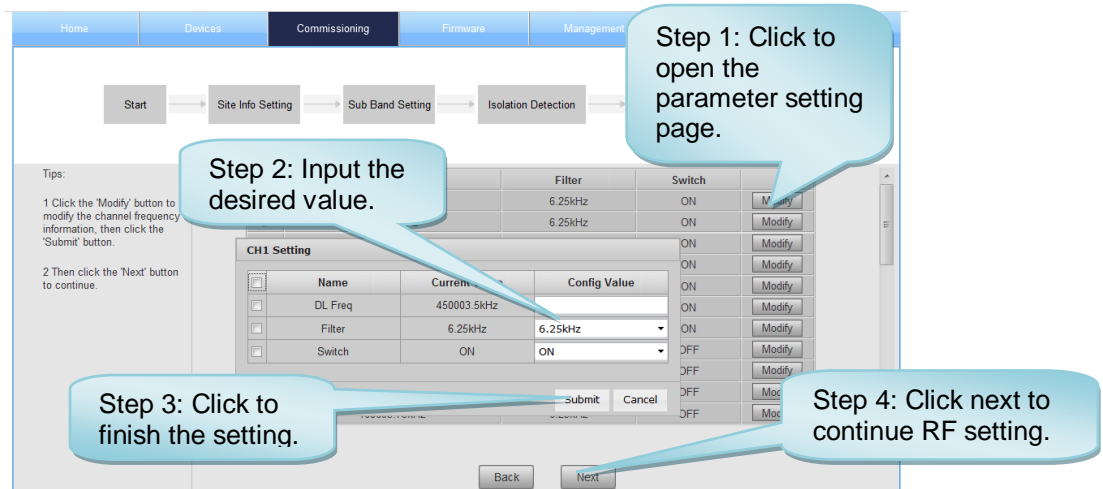 Home Devices Commissioning Firmware Management
Step 1: Click to
open the
parameter setting
page.
Start Site Info Setting Sub Band Setting Isolation Detection
Step 2: Input the
desired value.
Tips:
1 Click the 'Modify' button to
modify the channel frequency
information, then click the
'Submit' button.
2 Then click the 'Next' button
to continue.
Filter Switch
6.25kHz ON Modify
6.25kHz ON Modify
ON Modify
ON Modify
ON Modify
ON Modify
OFF Modify
OFF Modify
OFF
OFF
CH1 Setting
Name Current Config Value
DL Freq 450003.5kHz
Filter 6.25kHz 6.25kHz
Switch ON ON
Submit Cancel
Step 3: Click to
finish the setting.
Step 4: Click next to
continue RF setting.
Back Next